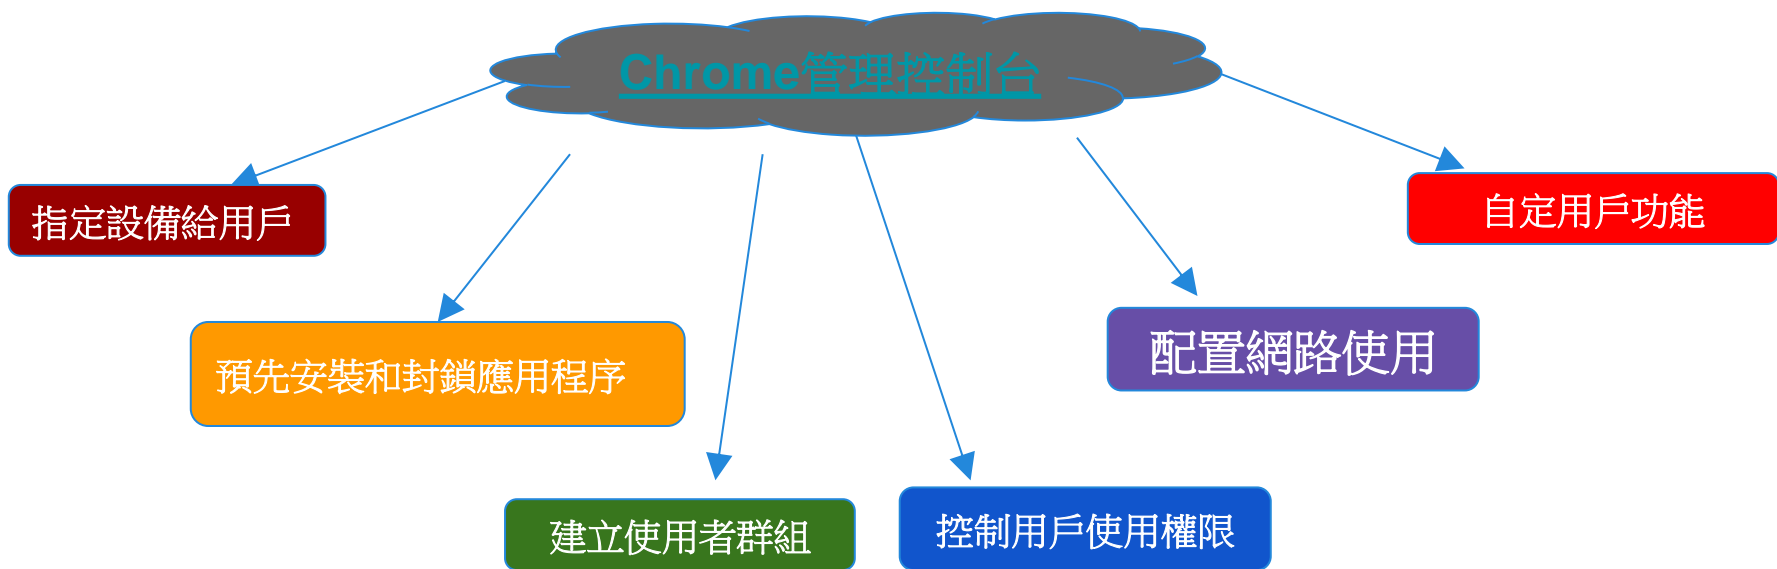 Chrome管理控制台
指定設備給用戶
自定用戶功能
預先安裝和封鎖應用程序
配置網路使用
建立使用者群組
控制用戶使用權限